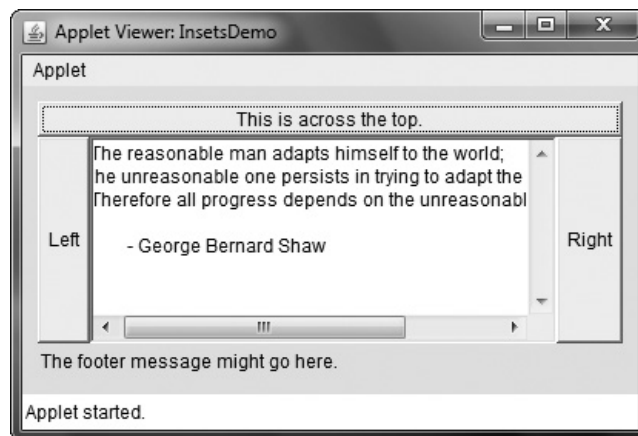 Applet Viewer: InsetsDemo
Applet
This is across the top.
The reasonable man adapts himself to the world;
he unreasonable one persists in trying to adapt the
Therefore all progress depends on the unreasonabl
Left
- George Bernard Shaw
Right
The footer message might go here.
Applet started.